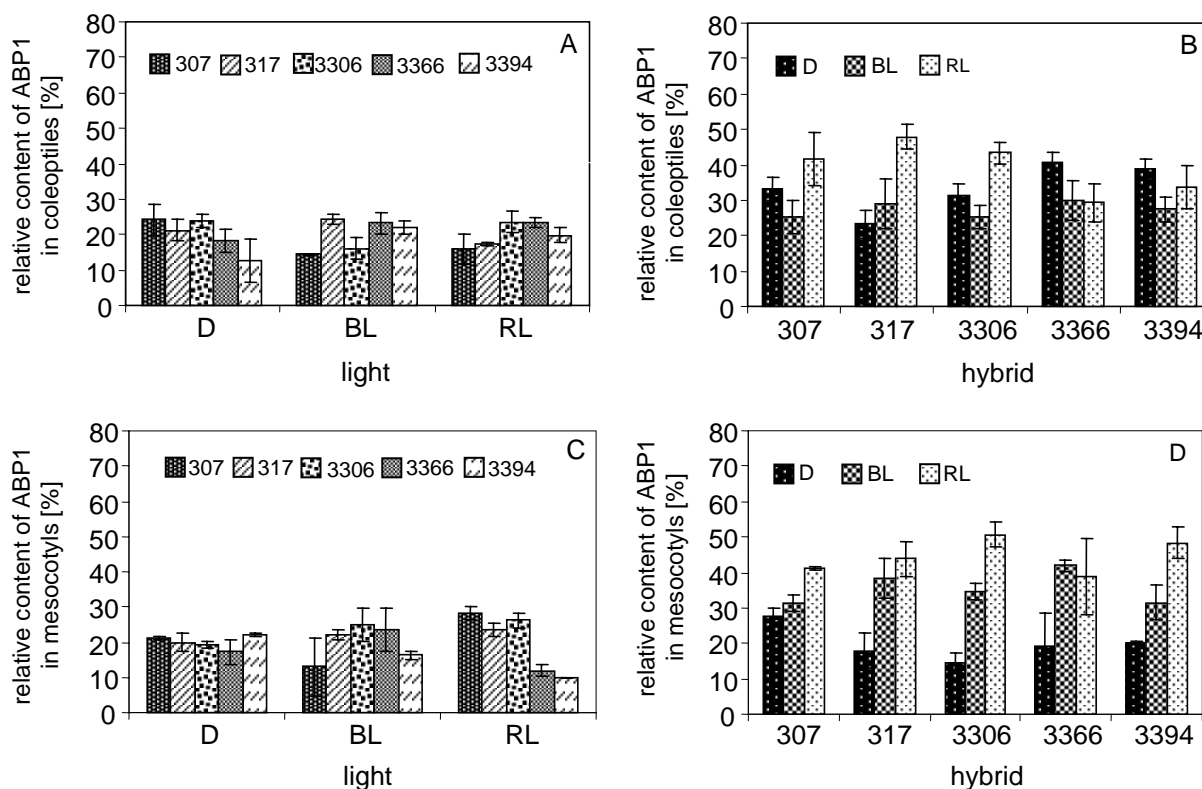 A
307 317 3306 3366 3394
relative content of ABP1
in coleoptiles [%]
80
70
60
50
40
30
20
10
0
D BL RL
light
B
D BL RL
relative content of ABP1
in coleoptiles [%]
80
70
60
50
40
30
20
10
0
307 317 3306 3366 3394
hybrid
C
307 317 3306 3366 3394
relative content of ABP1
in mesocotyls [%]
80
70
60
50
40
30
20
10
0
D BL RL
light
D
D BL RL
relative content of ABP1
in mesocotyls [%]
80
70
60
50
40
30
20
10
0
307 317 3306 3366 3394
hybrid